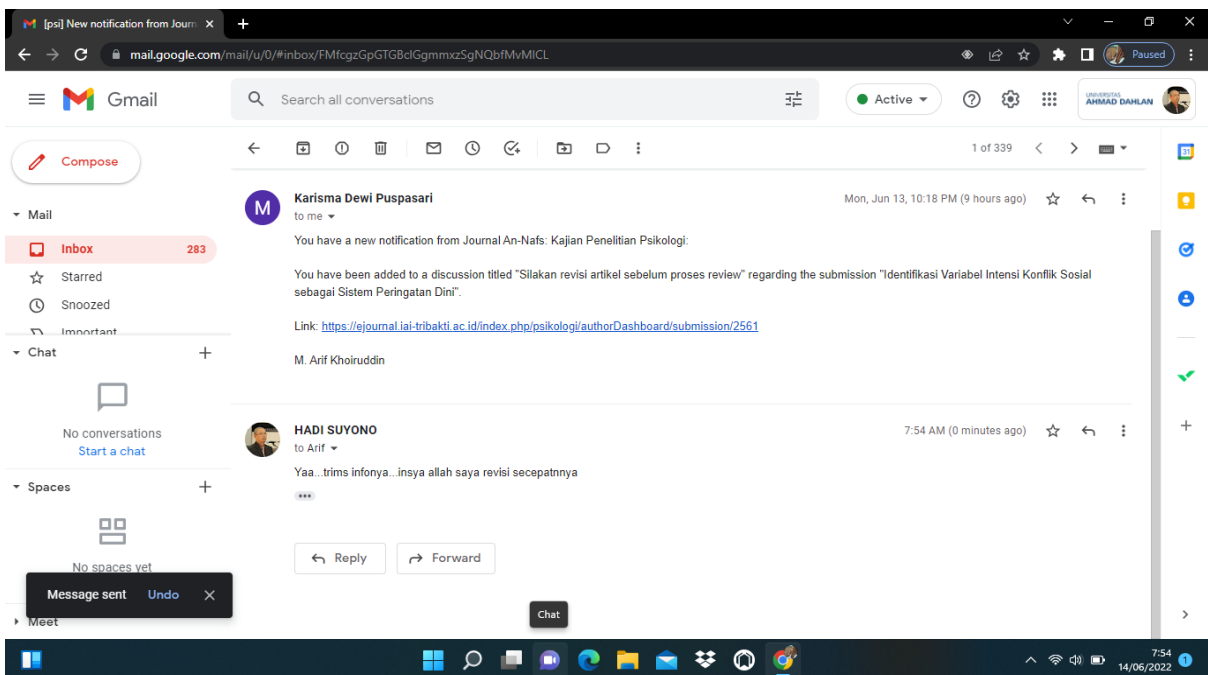 [psi] New notification from Journ
mail.google.com/mail/u/0/#inbox/FMfcgzGpGTGBclGgmmxzSgNQbfMvMICL
Paused
Gmail
Search all conversations
Active
UNIVERSITAS
AHMAD DAHLAN
Compose
1 of 339
31
Mail
Inbox 283
Starred
Snoozed
Important
Chat
No conversations
Start a chat
Spaces
No spaces yet
Meet
M
Karisma Dewi Puspasari
Mon, Jun 13, 10:18 PM (9 hours ago)
to me
You have a new notification from Journal An-Nafs: Kajian Penelitian Psikologi:
You have been added to a discussion titled "Silakan revisi artikel sebelum proses review" regarding the submission "Identifikasi Variabel Intensi Konflik Sosial
sebagai Sistem Peringatan Dini".
Link: https://ejournal.iai-tribakti.ac.id/index.php/psikologi/authorDashboard/submission/2561
M. Arif Khoiruddin
HADI SUYONO
7:54 AM (0 minutes ago)
to Arif
Yaa...trims infonya...insya allah saya revisi secepatnnya
Reply
Forward
Message sent Undo
Chat
7:54
14/06/2022
1